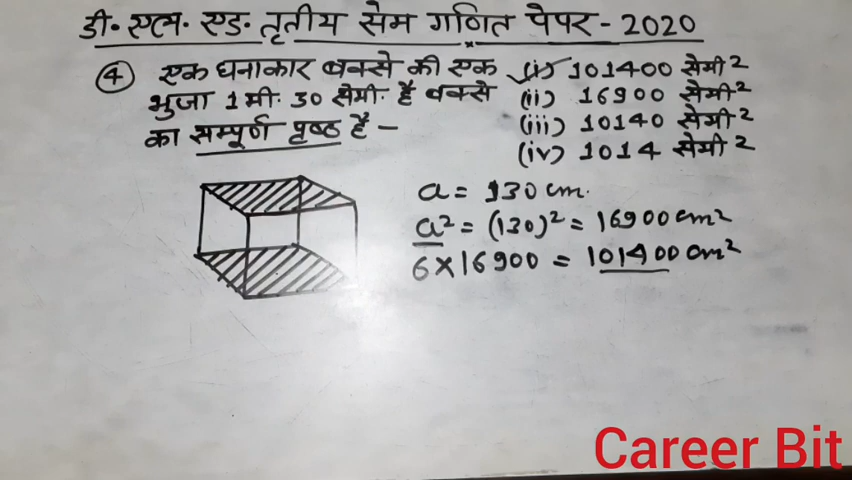 डी. एल. एड. तृतीय सेम गणित पेपर - 2020
④ एक घनाकार बक्से की एक
भुजा 1 मी. 30 सेमी. है बक्से
का सम्पूर्ण पृष्ठ है -
(i) 101400 सेमी²
(ii) 16900 सेमी²
(iii) 10140 सेमी²
(iv) 1014 सेमी²
a = 130 cm.
a² = (130)² = 16900 cm²
6 × 16900 = 101400 cm²
Career Bit